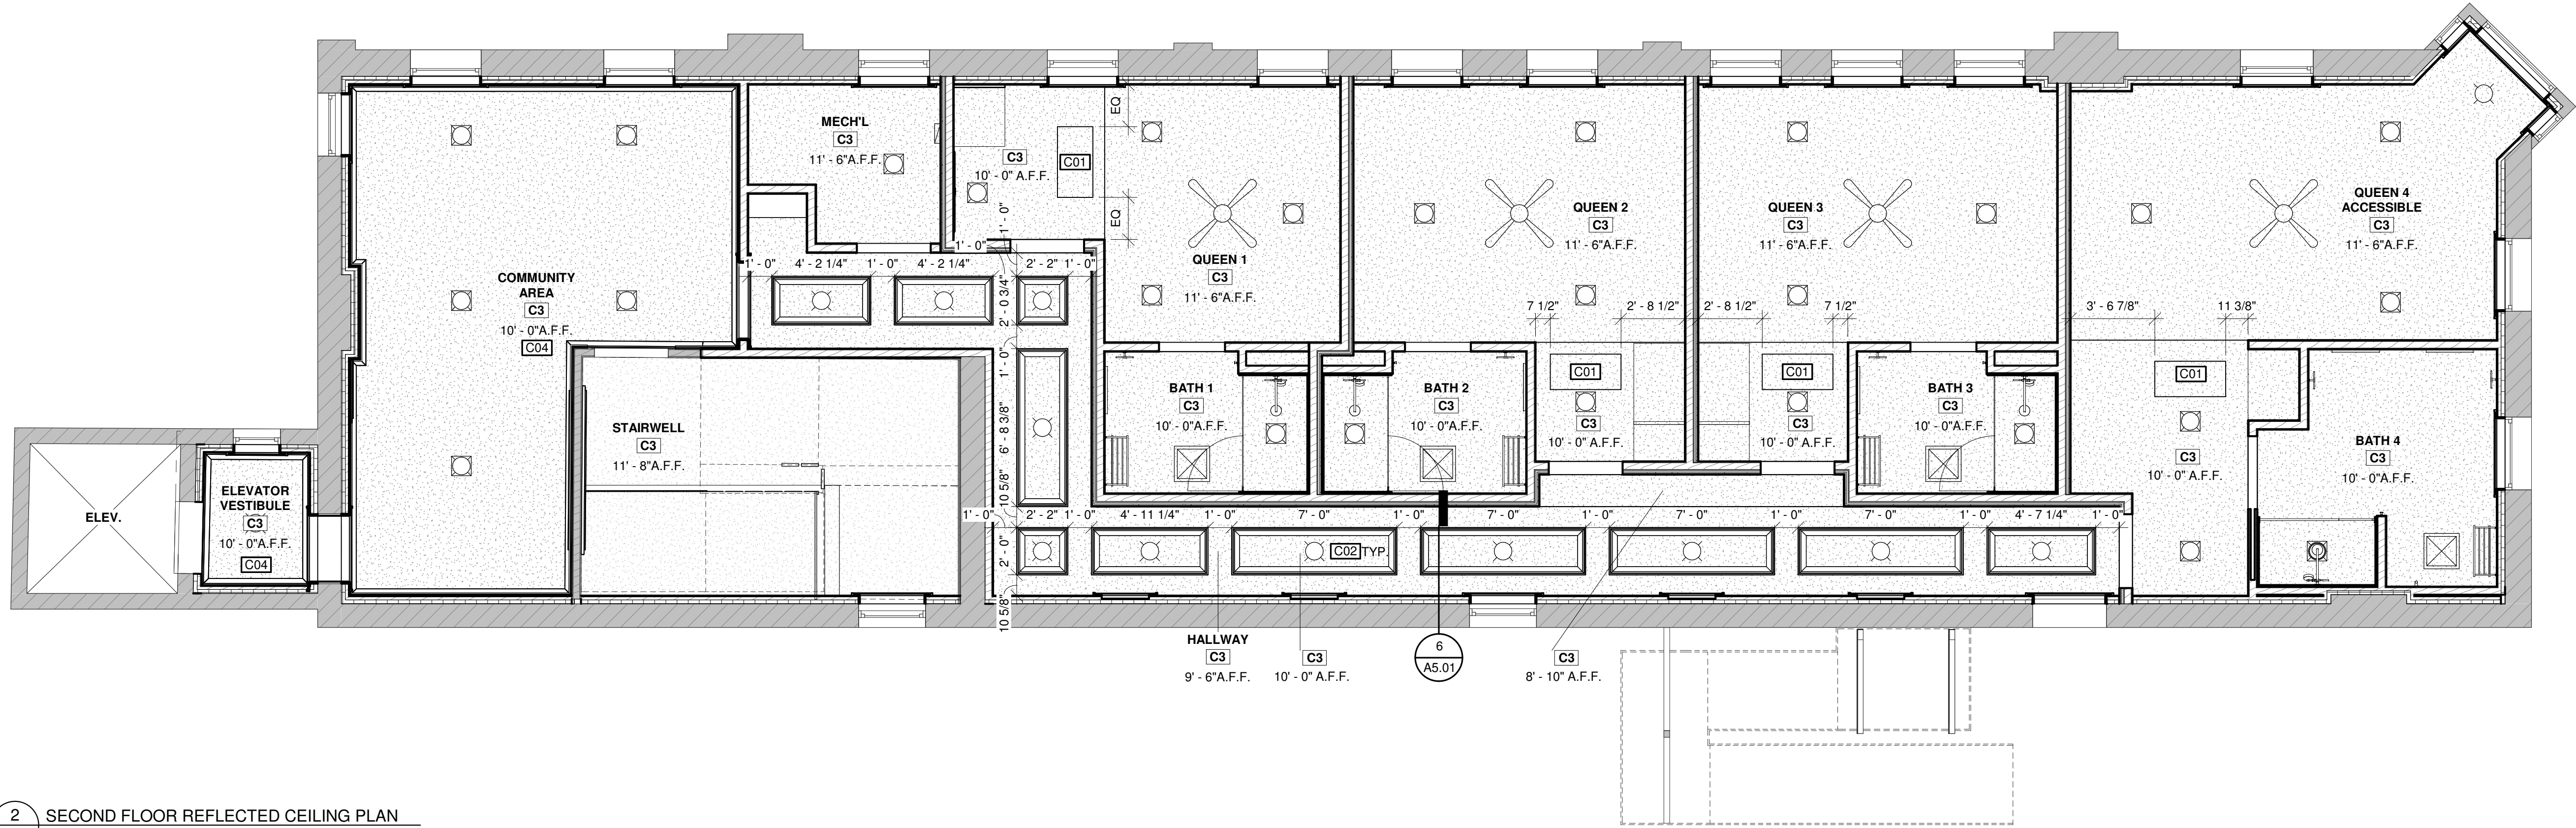 MECH'L
C3
11' - 6"A.F.F.
C3
10' - 0" A.F.F.
C01
EQ
EQ
1' - 0"
1' - 0"
COMMUNITY
AREA
C3
10' - 0"A.F.F.
C04
1' - 0"
4' - 2 1/4"
1' - 0"
4' - 2 1/4"
2' - 2"
1' - 0"
2' - 0 3/4"
1' - 0"
6' - 8 3/8"
10 5/8"
QUEEN 1
C3
11' - 6"A.F.F.
QUEEN 2
C3
11' - 6"A.F.F.
QUEEN 3
C3
11' - 6"A.F.F.
QUEEN 4
ACCESSIBLE
C3
11' - 6"A.F.F.
7 1/2"
2' - 8 1/2"
2' - 8 1/2"
7 1/2"
3' - 6 7/8"
11 3/8"
STAIRWELL
C3
11' - 8"A.F.F.
BATH 1
C3
10' - 0"A.F.F.
BATH 2
C3
10' - 0"A.F.F.
C01
C3
10' - 0"A.F.F.
C01
C3
10' - 0"A.F.F.
BATH 3
C3
10' - 0"A.F.F.
C01
C3
10' - 0"A.F.F.
BATH 4
C3
10' - 0"A.F.F.
ELEV.
ELEVATOR
VESTIBULE
C3
10' - 0"A.F.F.
C04
1' - 0"
2' - 2"
1' - 0"
4' - 11 1/4"
1' - 0"
7' - 0"
1' - 0"
7' - 0"
1' - 0"
7' - 0"
1' - 0"
7' - 0"
1' - 0"
4' - 7 1/4"
1' - 0"
2' - 0"
10 5/8"
C02 TYP.
HALLWAY
C3
9' - 6"A.F.F.
C3
10' - 0" A.F.F.
6
A5.01
C3
8' - 10" A.F.F.
2 SECOND FLOOR REFLECTED CEILING PLAN